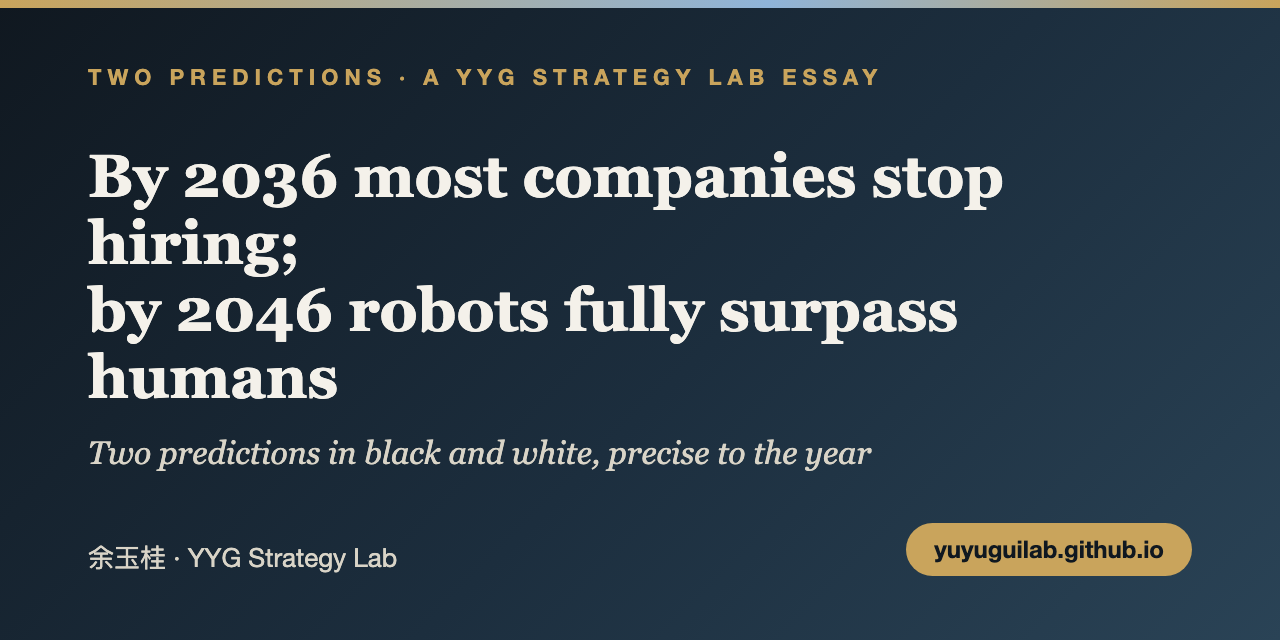 TWO PREDICTIONS · A YYG STRATEGY LAB ESSAY
By 2036 most companies stop
hiring;
by 2046 robots fully surpass
humans
Two predictions in black and white, precise to the year
余玉桂 · YYG Strategy Lab
yuyuguilab.github.io